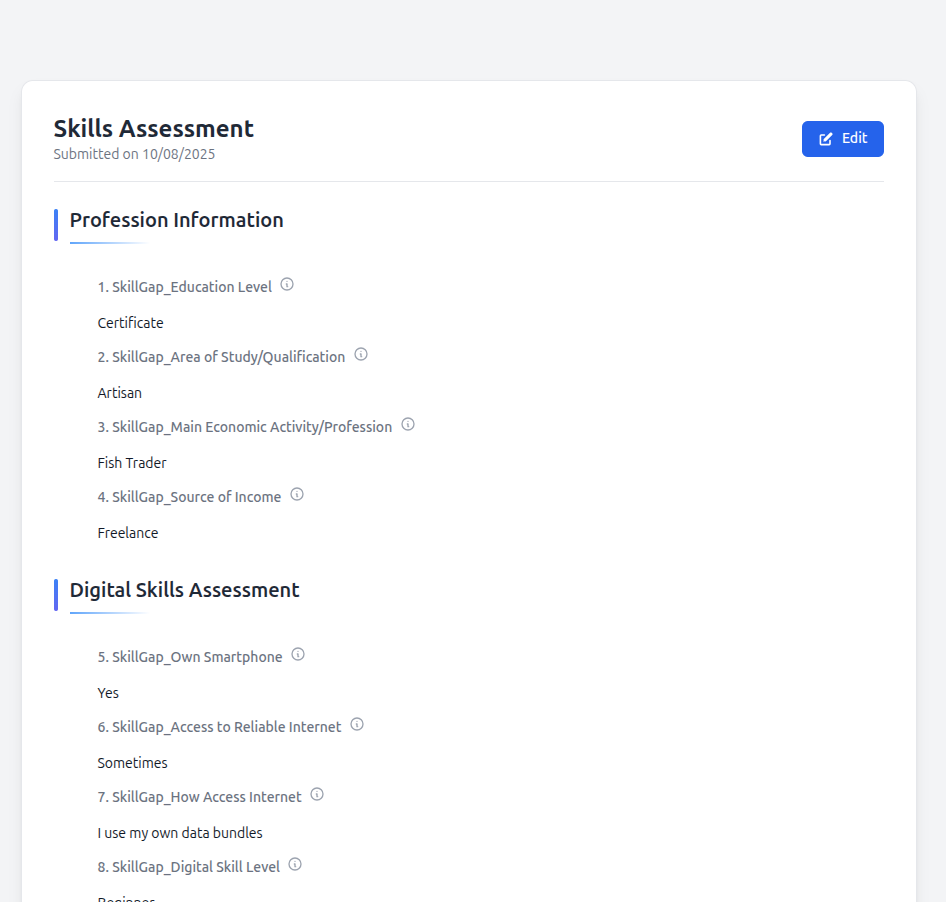 Skills Assessment
Submitted on 10/08/2025
Edit
Profession Information
1. SkillGap_Education Level
Certificate
2. SkillGap_Area of Study/Qualification
Artisan
3. SkillGap_Main Economic Activity/Profession
Fish Trader
4. SkillGap_Source of Income
Freelance
Digital Skills Assessment
5. SkillGap_Own Smartphone
Yes
6. SkillGap_Access to Reliable Internet
Sometimes
7. SkillGap_How Access Internet
I use my own data bundles
8. SkillGap_Digital Skill Level
Beginner